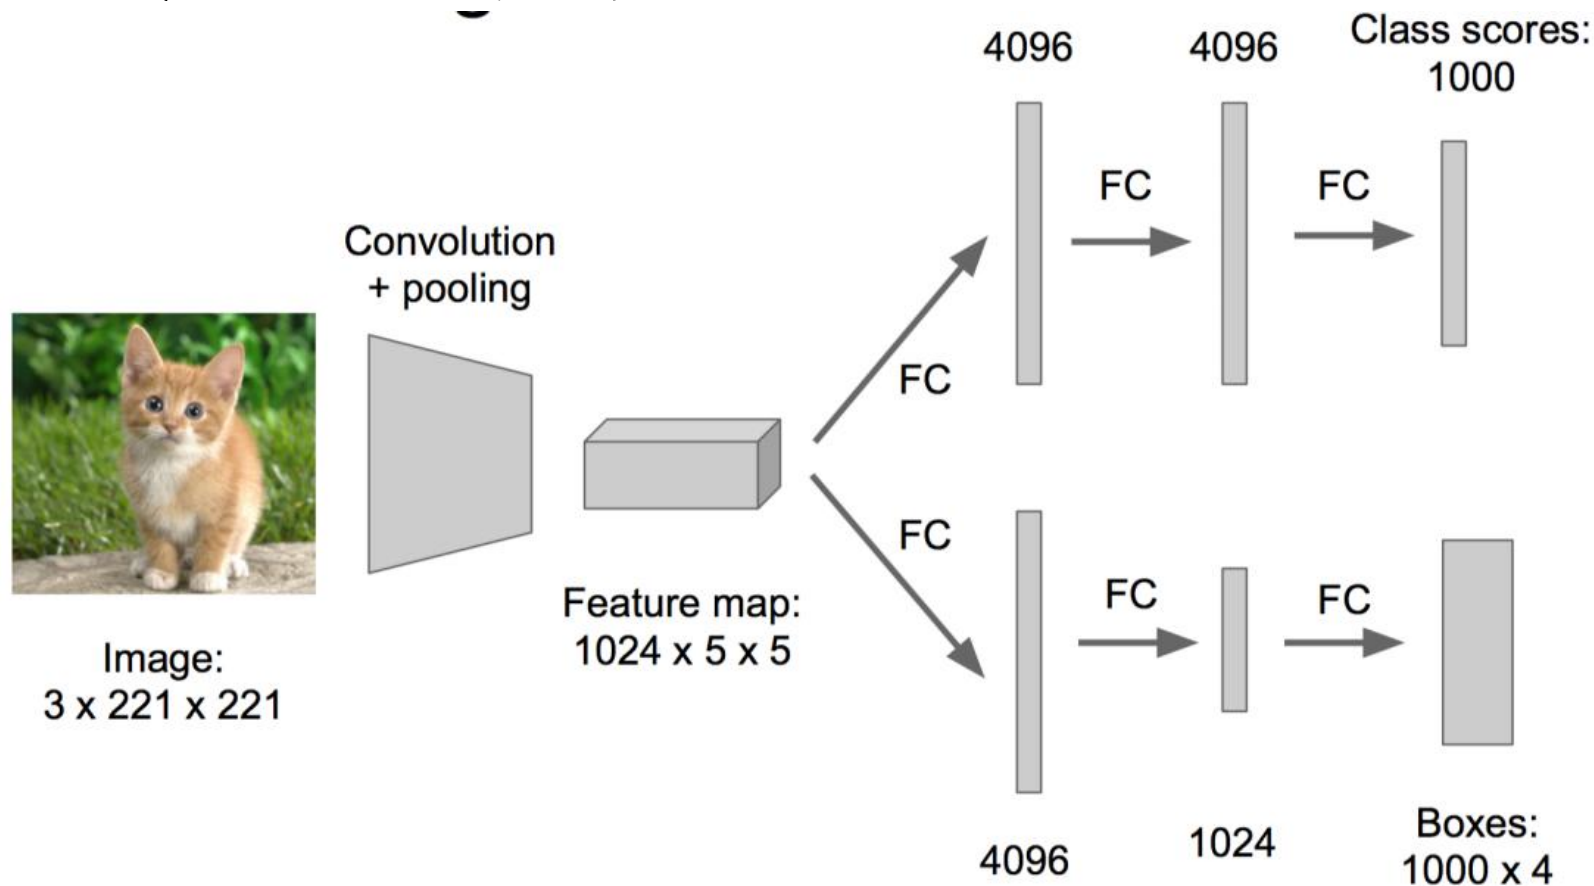 4096
4096
Class scores:
1000
FC
FC
Convolution
+ pooling
FC
FC
Feature map:
1024 x 5 x 5
Image:
3 x 221 x 221
FC
FC
4096
1024
Boxes:
1000 x 4